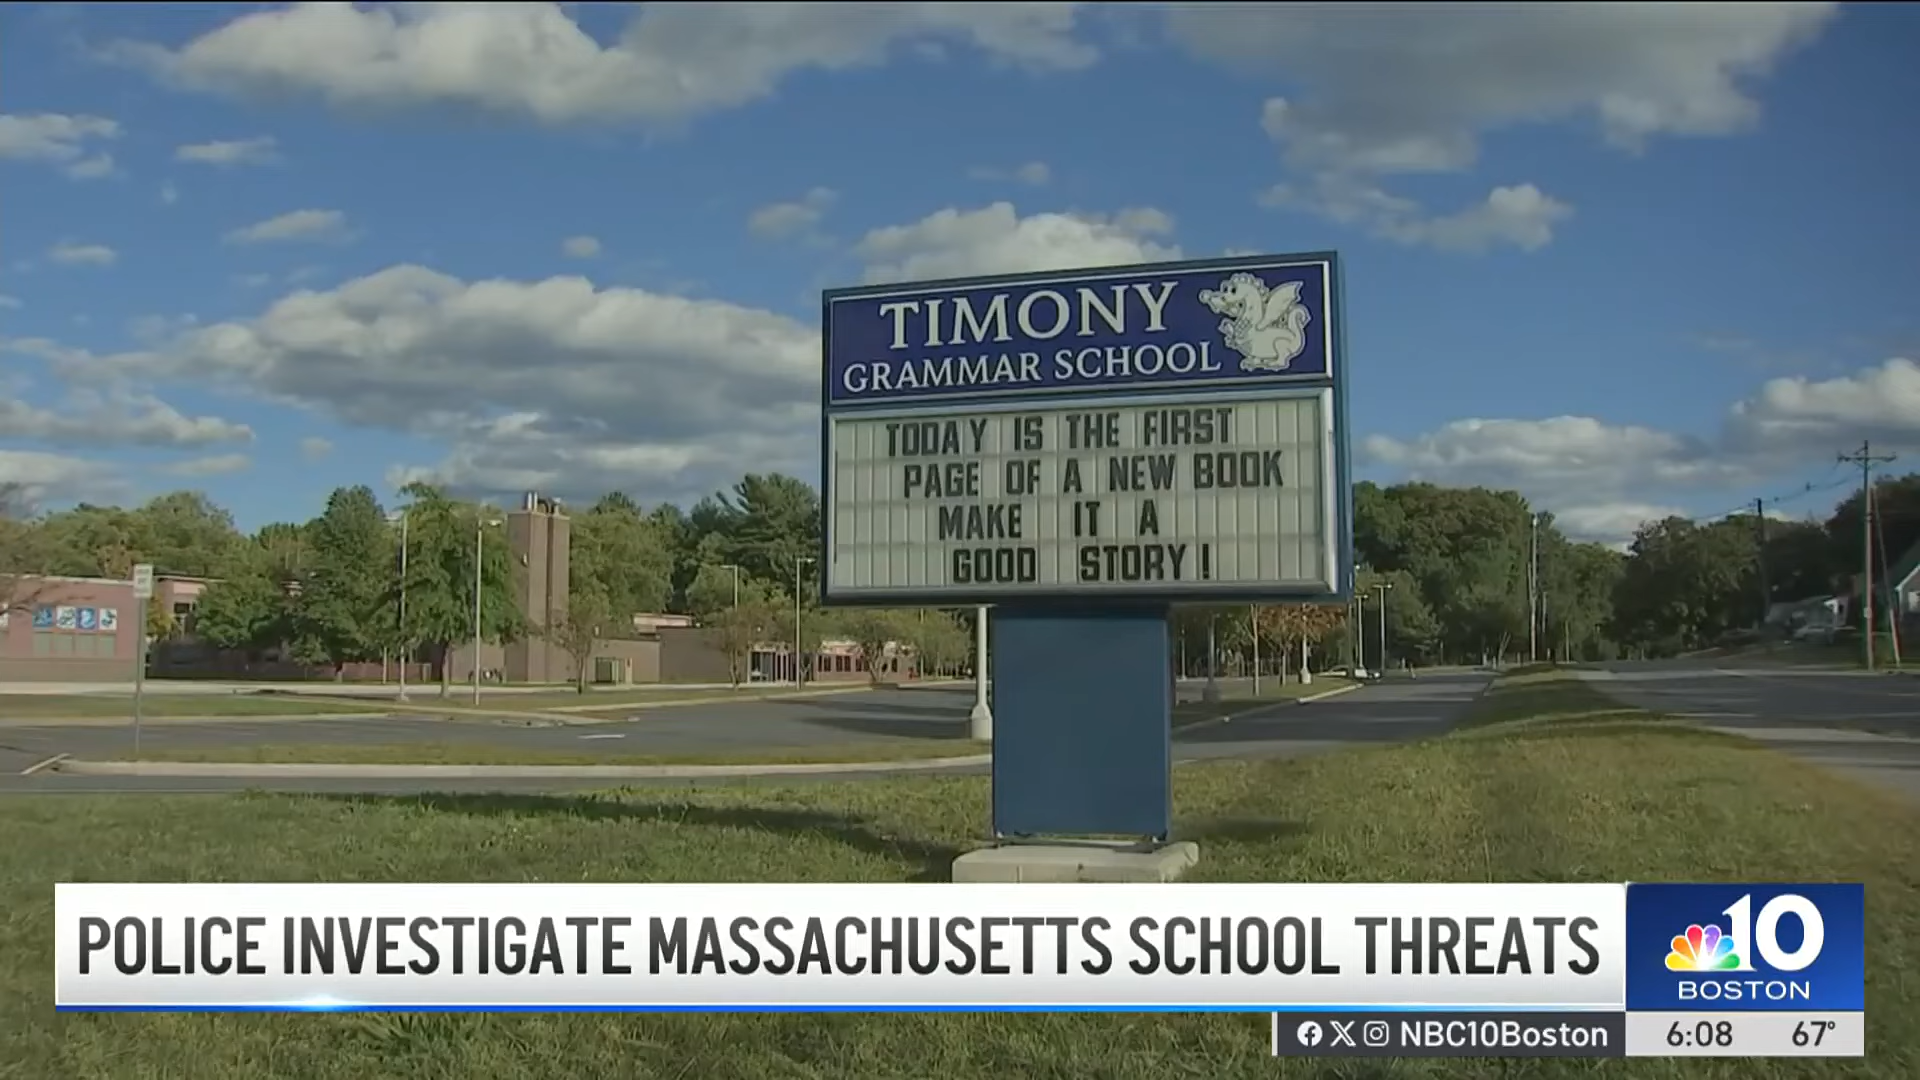 TIMONY
GRAMMAR SCHOOL
TODAY IS THE FIRST
PAGE OF A NEW BOOK
MAKE IT A
GOOD STORY!
POLICE INVESTIGATE MASSACHUSETTS SCHOOL THREATS
10
BOSTON
NBC10Boston
6:08 67°